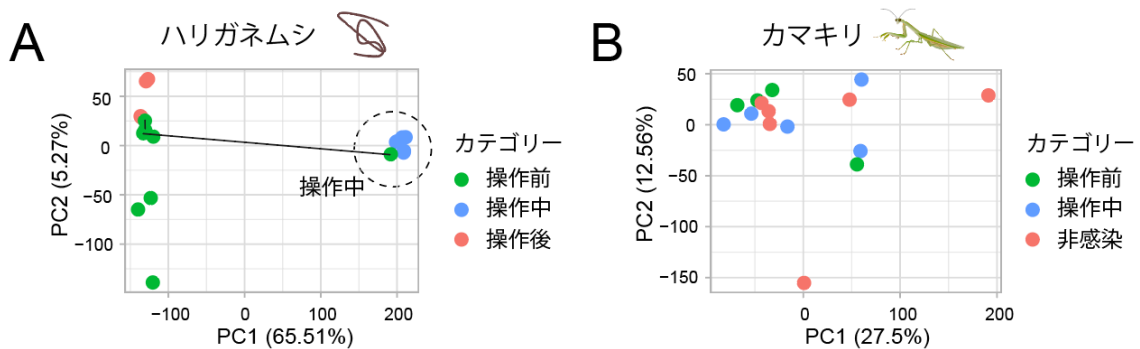 A
ハリガネムシ
50
0
−50
−100
PC2 (5.27%)
−100
0
100
200
PC1 (65.51%)
操作中
カテゴリー
操作前
操作中
操作後
B
カマキリ
50
0
−50
−100
−150
PC2 (12.56%)
0
100
200
PC1 (27.5%)
カテゴリー
操作前
操作中
非感染